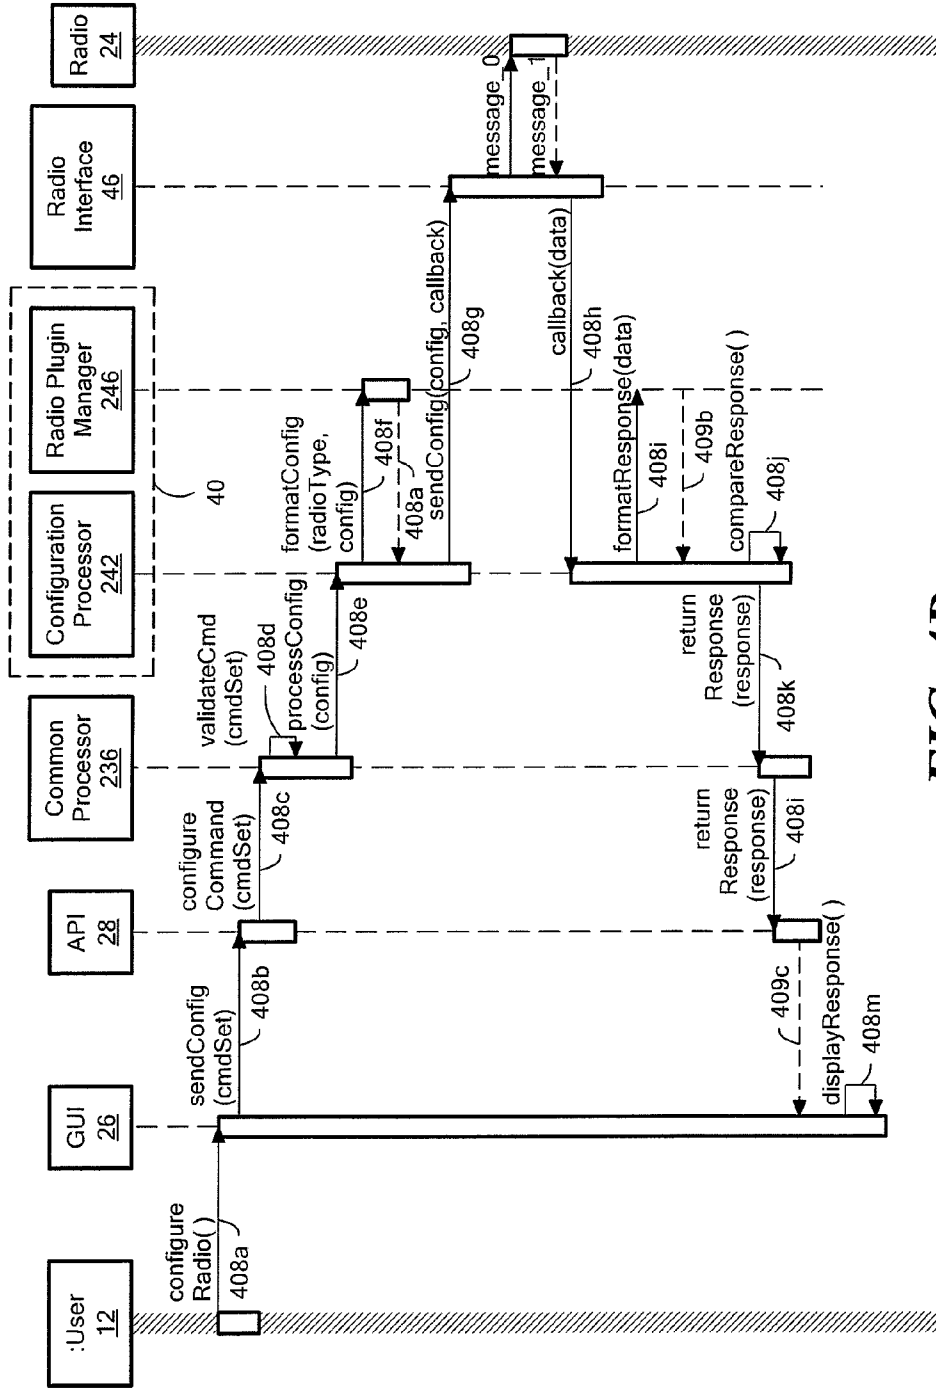 :User
12
GUI
26
API
28
Common
Processor
236
Configuration
Processor
242
Radio Plugin
Manager
246
Radio
Interface
46
Radio
24
40
configure
Radio( )
408a
sendConfig
(cmdSet)
408b
configure
Command
(cmdSet)
408c
validateCmd
(cmdSet)
408d
processConfig
(config)
408e
formatConfig
(radioType,
config)
408f
408a
sendConfig(config, callback)
408g
message_0
message_1
callback(data)
408h
formatResponse(data)
408i
409b
compareResponse( )
408j
return
Response
(response)
408k
return
Response
(response)
408i
409c
displayResponse( )
408m